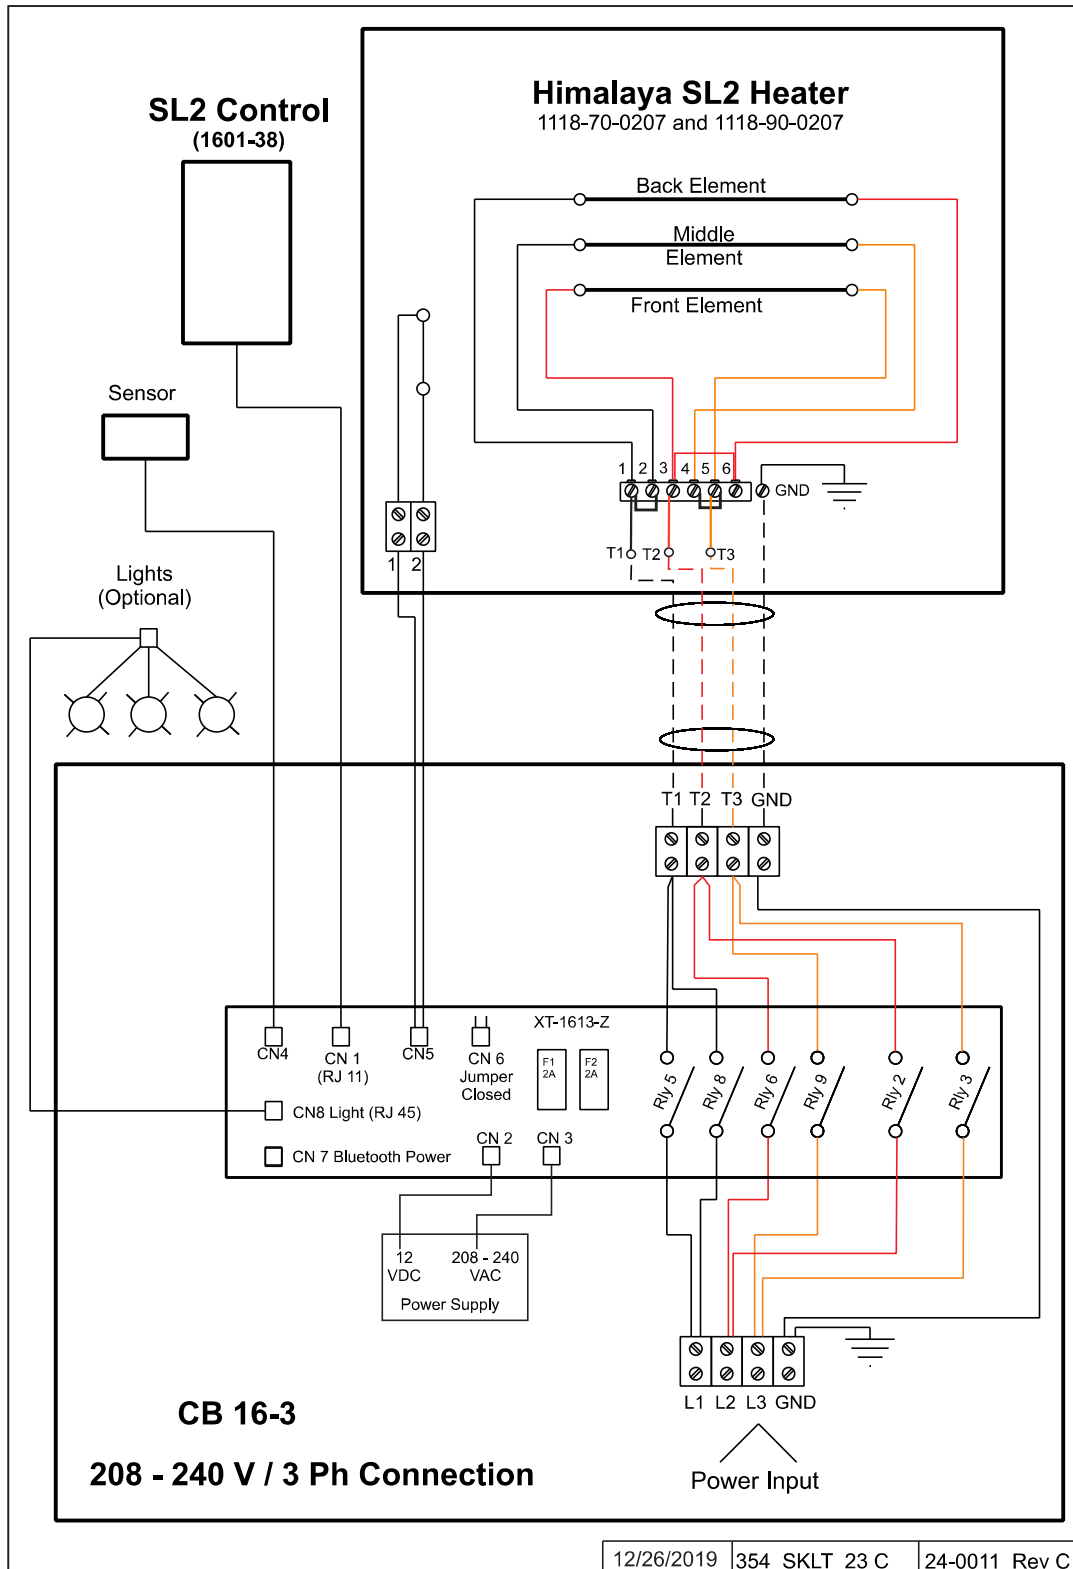 Himalaya SL2 Heater
1118-70-0207 and 1118-90-0207
SL2 Control
(1601-38)
Back Element
Middle
Element
Front Element
Sensor
1 2 3 4 5 6
GND
T1 T2 T3
1 2
Lights
(Optional)
T1 T2 T3 GND
XT-1613-Z
CN4
CN 1
(RJ 11)
CN5
CN 6
Jumper
Closed
F1
2A
F2
2A
Rly 5
Rly 8
Rly 6
Rly 9
Rly 2
Rly 3
CN8 Light (RJ 45)
CN 7 Bluetooth Power
CN 2
CN 3
12
VDC
208 - 240
VAC
Power Supply
L1 L2 L3 GND
Power Input
CB 16-3
208 - 240 V / 3 Ph Connection
12/26/2019 354 SKLT 23 C 24-0011 Rev C